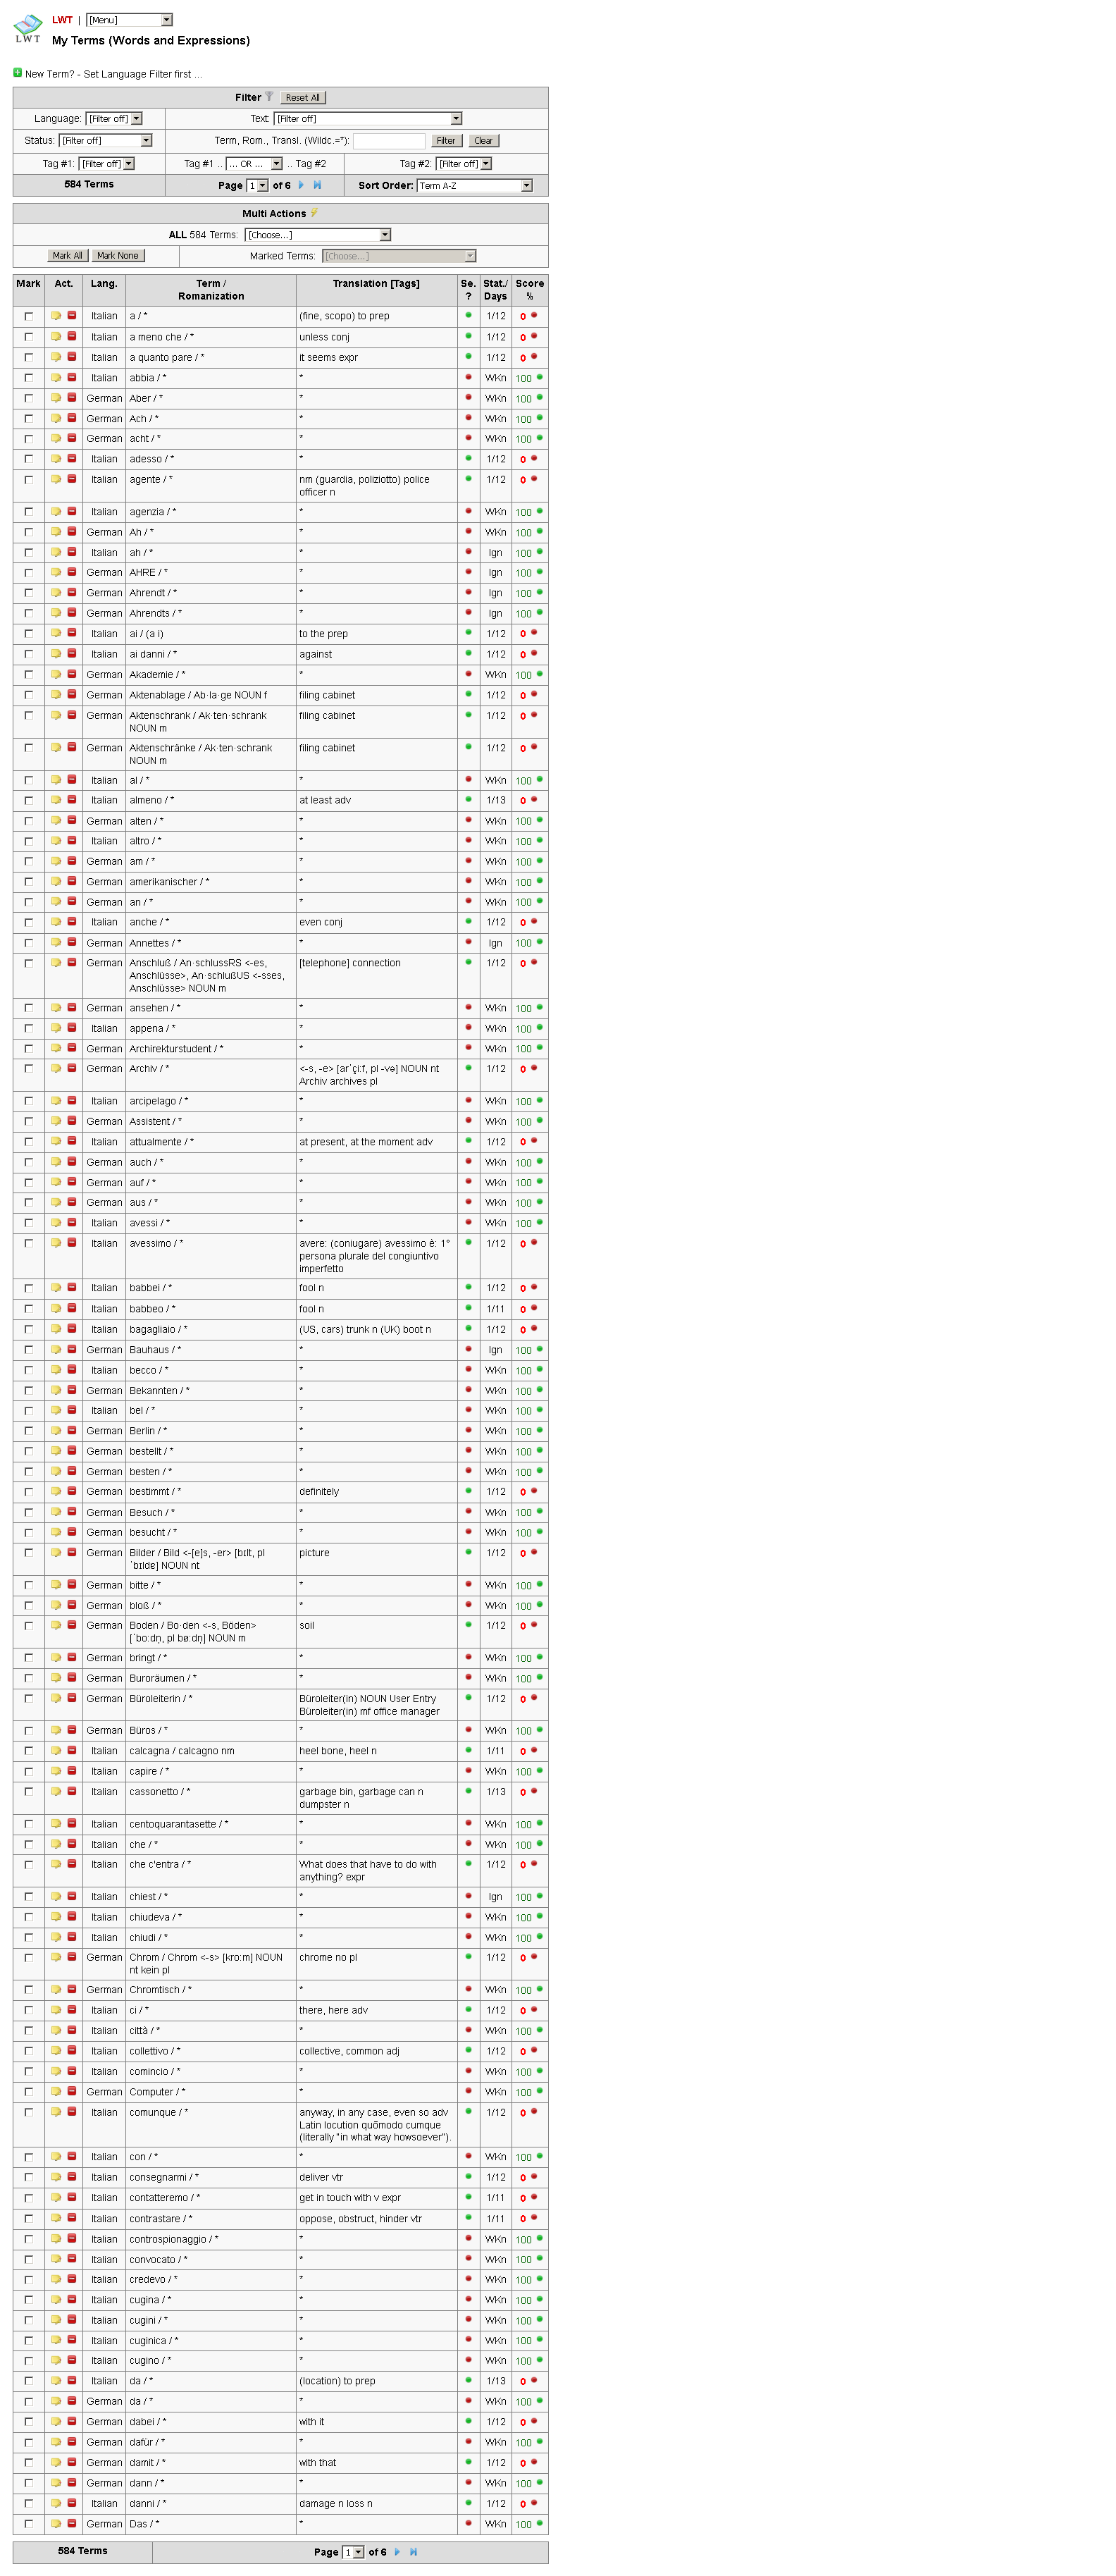 LWT | [Menu]
LWT
My Terms (Words and Expressions)
New Term? - Set Language Filter first ...
Filter Reset All
Language: [Filter off] Text: [Filter off]
Status: [Filter off] Term, Rom., Transl. (Wildc.=*): Filter Clear
Tag #1: [Filter off] Tag #1 .. ... OR ... .. Tag #2 Tag #2: [Filter off]
584 Terms Page 1 of 6 Sort Order: Term A-Z
Multi Actions
ALL 584 Terms: [Choose...]
Mark All Mark None Marked Terms: [Choose...]
Mark Act. Lang. Term / Translation [Tags] Se. Stat./ Score
Romanization ? Days %
Italian a / * (fine, scopo) to prep 1/12 0
Italian a meno che / * unless conj 1/12 0
Italian a quanto pare / * it seems expr 1/12 0
Italian abbia / * * WKn 100
German Aber / * * WKn 100
German Ach / * * WKn 100
German acht / * * WKn 100
Italian adesso / * * 1/12 0
Italian agente / * nm (guardia, poliziotto) police 1/12 0
officer n
Italian agenzia / * * WKn 100
German Ah / * * WKn 100
Italian ah / * * Ign 100
German AHRE / * * Ign 100
German Ahrendt / * * Ign 100
German Ahrendts / * * Ign 100
Italian ai / (a i) to the prep 1/12 0
Italian ai danni / * against 1/12 0
German Akademie / * * WKn 100
German Aktenablage / Ab·la·ge NOUN f filing cabinet 1/12 0
German Aktenschrank / Ak·ten·schrank filing cabinet 1/12 0
NOUN m
German Aktenschränke / Ak·ten·schrank filing cabinet 1/12 0
NOUN m
Italian al / * * WKn 100
Italian almeno / * at least adv 1/13 0
German alten / * * WKn 100
Italian altro / * * WKn 100
German am / * * WKn 100
German amerikanischer / * * WKn 100
German an / * * WKn 100
Italian anche / * even conj 1/12 0
German Annettes / * * Ign 100
German Anschluß / An·schlussRS <-es, [telephone] connection 1/12 0
Anschlüsse>, An·schlußUS <-sses,
Anschlüsse> NOUN m
German ansehen / * * WKn 100
Italian appena / * * WKn 100
German Archirekturstudent / * * WKn 100
German Archiv / * <-s, -e> [arˈçi:f, pl -və] NOUN nt 1/12 0
Archiv archives pl
Italian arcipelago / * * WKn 100
German Assistent / * * WKn 100
Italian attualmente / * at present, at the moment adv 1/12 0
German auch / * * WKn 100
German auf / * * WKn 100
German aus / * * WKn 100
Italian avessi / * * WKn 100
Italian avessimo / * avere: (coniugare) avessimo è: 1° 1/12 0
persona plurale del congiuntivo
imperfetto
Italian babbei / * fool n 1/12 0
Italian babbeo / * fool n 1/11 0
Italian bagagliaio / * (US, cars) trunk n (UK) boot n 1/12 0
German Bauhaus / * * Ign 100
Italian becco / * * WKn 100
German Bekannten / * * WKn 100
Italian bel / * * WKn 100
German Berlin / * * WKn 100
German bestellt / * * WKn 100
German besten / * * WKn 100
German bestimmt / * definitely 1/12 0
German Besuch / * * WKn 100
German besucht / * * WKn 100
German Bilder / Bild <-[e]s, -er> [bɪlt, pl picture 1/12 0
ˈbɪldɐ] NOUN nt
German bitte / * * WKn 100
German bloß / * * WKn 100
German Boden / Bo·den <-s, Böden> soil 1/12 0
[ˈbo:dn̩, pl bø:dn̩] NOUN m
German bringt / * * WKn 100
German Buroräumen / * * WKn 100
German Büroleiterin / * Büroleiter(in) NOUN User Entry 1/12 0
Büroleiter(in) mf office manager
German Büros / * * WKn 100
Italian calcagna / calcagno nm heel bone, heel n 1/11 0
Italian capire / * * WKn 100
Italian cassonetto / * garbage bin, garbage can n 1/13 0
dumpster n
Italian centoquarantasette / * * WKn 100
Italian che / * * WKn 100
Italian che c'entra / * What does that have to do with 1/12 0
anything? expr
Italian chiest / * * Ign 100
Italian chiudeva / * * WKn 100
Italian chiudi / * * WKn 100
German Chrom / Chrom <-s> [kro:m] NOUN chrome no pl 1/12 0
nt kein pl
German Chromtisch / * * WKn 100
Italian ci / * there, here adv 1/12 0
Italian città / * * WKn 100
Italian collettivo / * collective, common adj 1/12 0
Italian comincio / * * WKn 100
German Computer / * * WKn 100
Italian comunque / * anyway, in any case, even so adv 1/12 0
Latin locution quōmodo cumque
(literally "in what way howsoever").
Italian con / * * WKn 100
Italian consegnarmi / * deliver vtr 1/12 0
Italian contatteremo / * get in touch with v expr 1/11 0
Italian contrastare / * oppose, obstruct, hinder vtr 1/11 0
Italian controspionaggio / * * WKn 100
Italian convocato / * * WKn 100
Italian credevo / * * WKn 100
Italian cugina / * * WKn 100
Italian cugini / * * WKn 100
Italian cuginica / * * WKn 100
Italian cugino / * * WKn 100
Italian da / * (location) to prep 1/13 0
German da / * * WKn 100
German dabei / * with it 1/12 0
German dafür / * * WKn 100
German damit / * with that 1/12 0
German dann / * * WKn 100
Italian danni / * damage n loss n 1/12 0
German Das / * * WKn 100
584 Terms Page 1 of 6